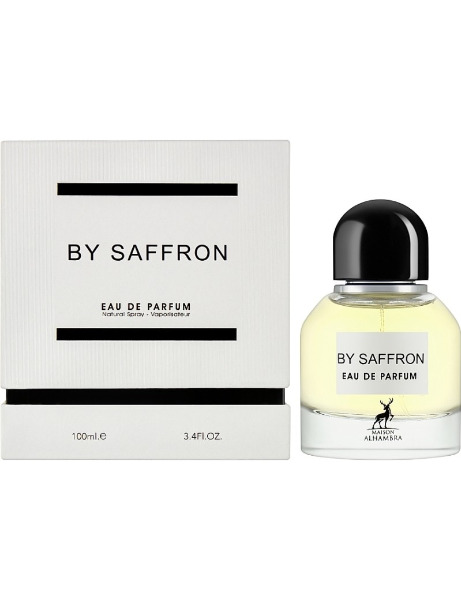 BY SAFFRON
EAU DE PARFUM
Natural Spray - Vaporisateur
100ml.e
3.4FL.OZ.
BY SAFFRON
EAU DE PARFUM
MAISON
ALHAMBRA